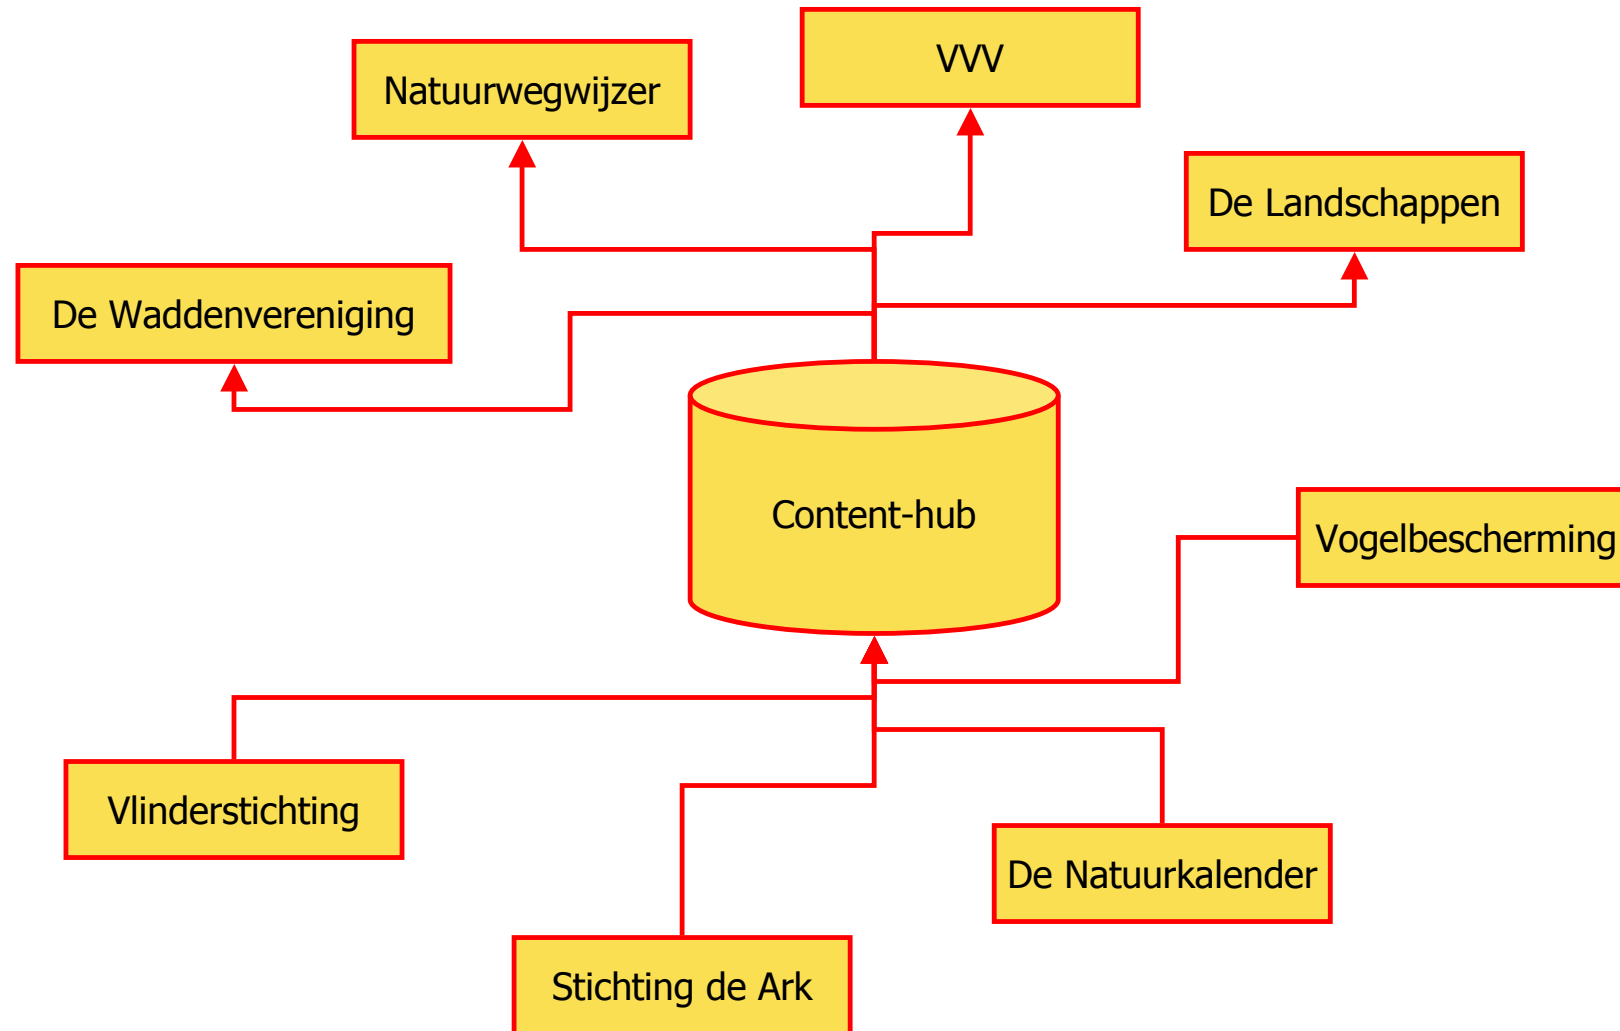 VVV
Natuurwegwijzer
De Landschappen
De Waddenvereniging
Content-hub
Vogelbescherming
Vlinderstichting
De Natuurkalender
Stichting de Ark